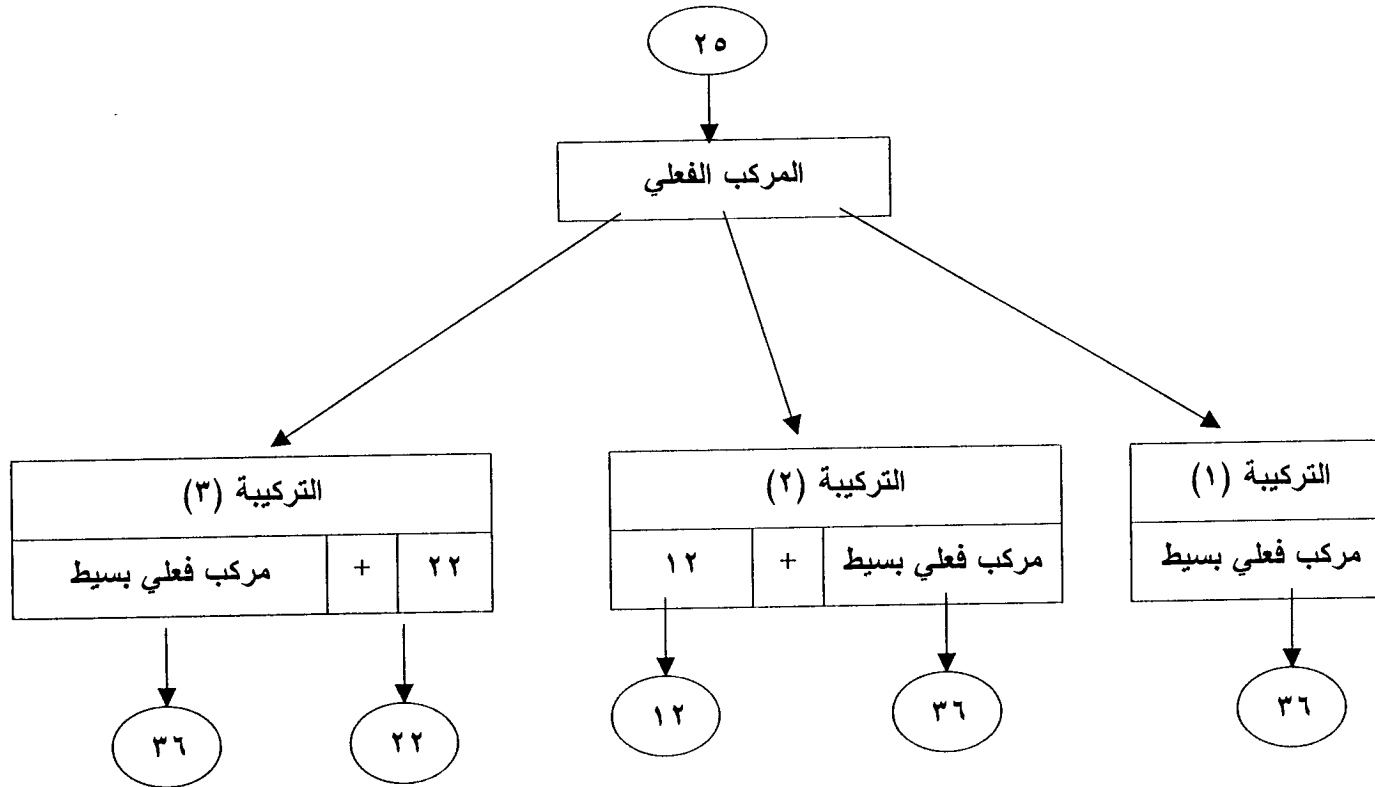 ٢٥
المركب الفعلي
التركيبة (١)
مركب فعلي بسيط
٣٦
التركيبة (٢)
مركب فعلي بسيط + ١٢
٣٦
١٢
التركيبة (٣)
٢٢ + مركب فعلي بسيط
٢٢
٣٦